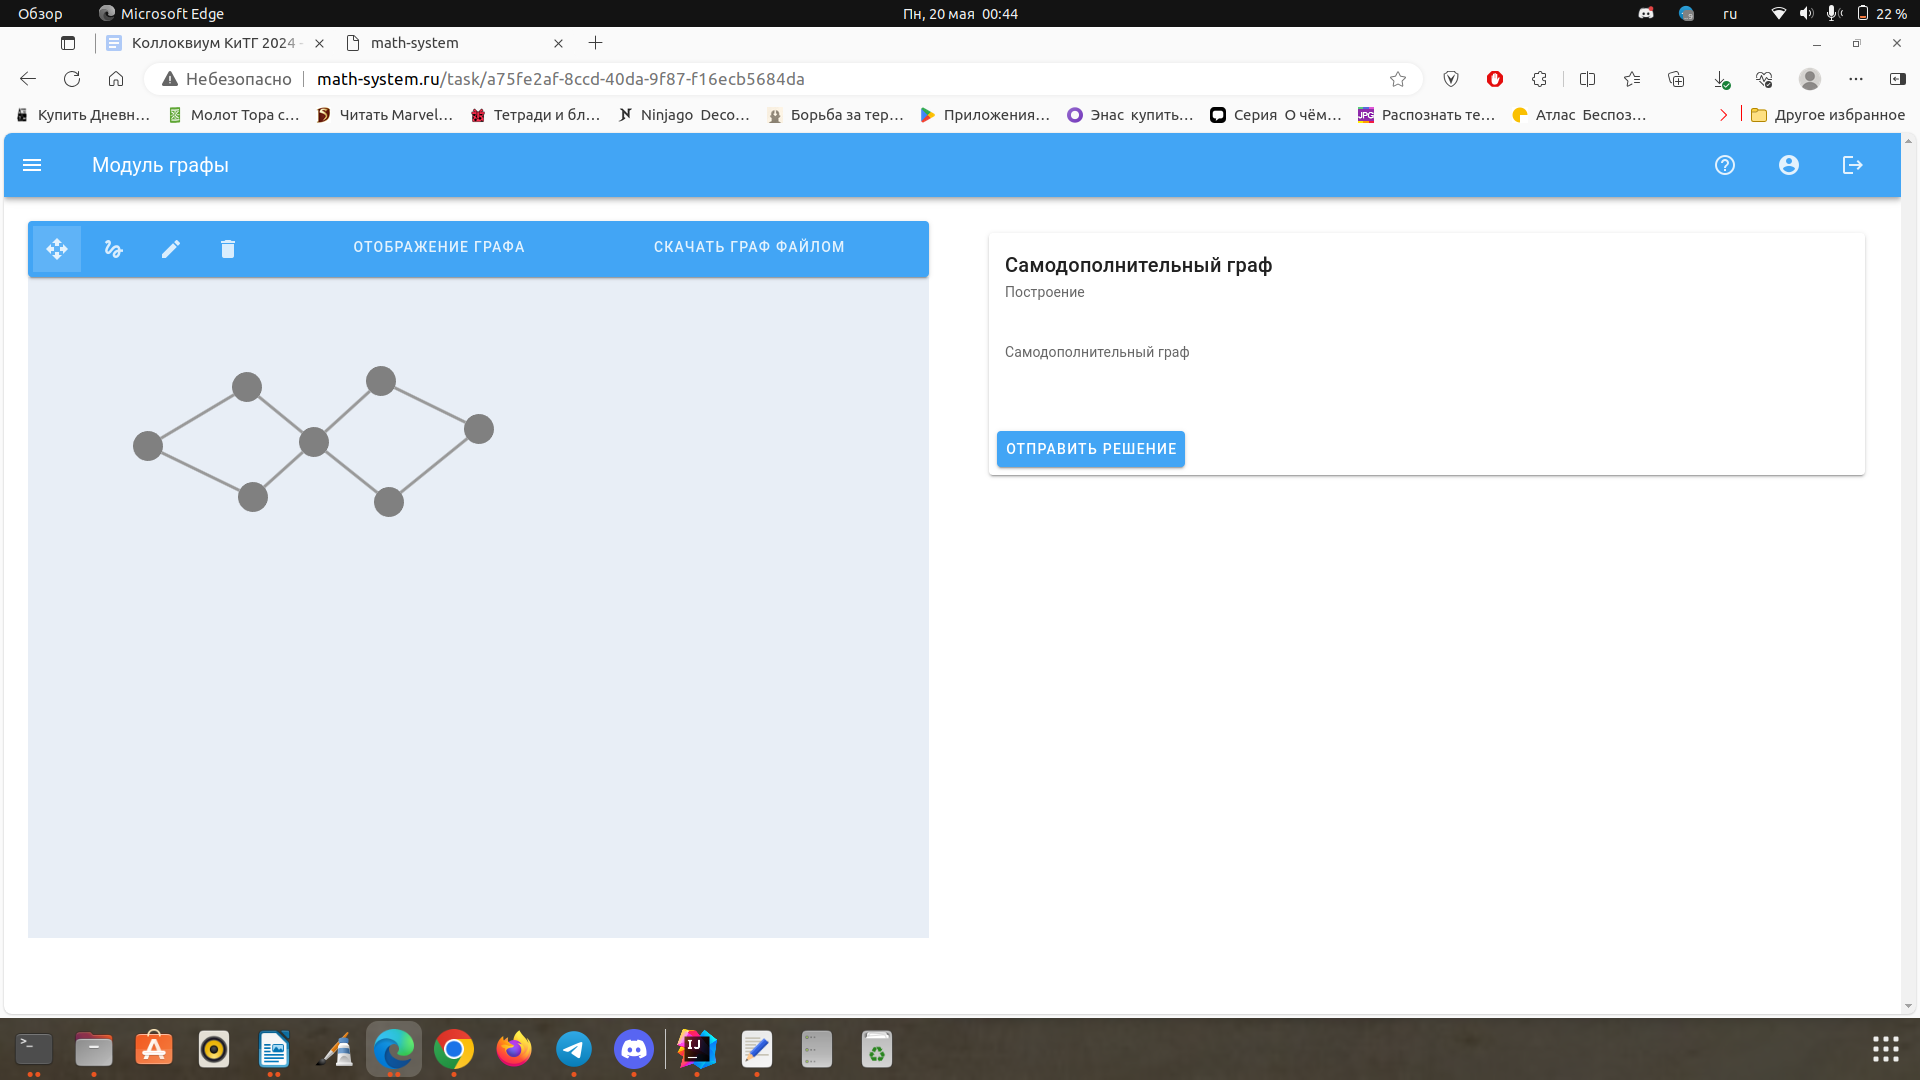 Обзор
Microsoft Edge
Пн, 20 мая 00:44
ru
22 %
Коллоквиум КиТГ 2024 -
math-system
Небезопасно
math-system.ru/task/a75fe2af-8ccd-40da-9f87-f16ecb5684da
Купить Дневн…
Молот Тора с…
Читать Marvel…
Тетради и бл…
Ninjago Deco…
Борьба за тер…
Приложения…
Энас купить…
Серия О чём…
JPG
Распознать те…
Атлас Беспоз…
Другое избранное
Модуль графы
ОТОБРАЖЕНИЕ ГРАФА
СКАЧАТЬ ГРАФ ФАЙЛОМ
Самодополнительный граф
Построение
Самодополнительный граф
ОТПРАВИТЬ РЕШЕНИЕ
>_
IJ